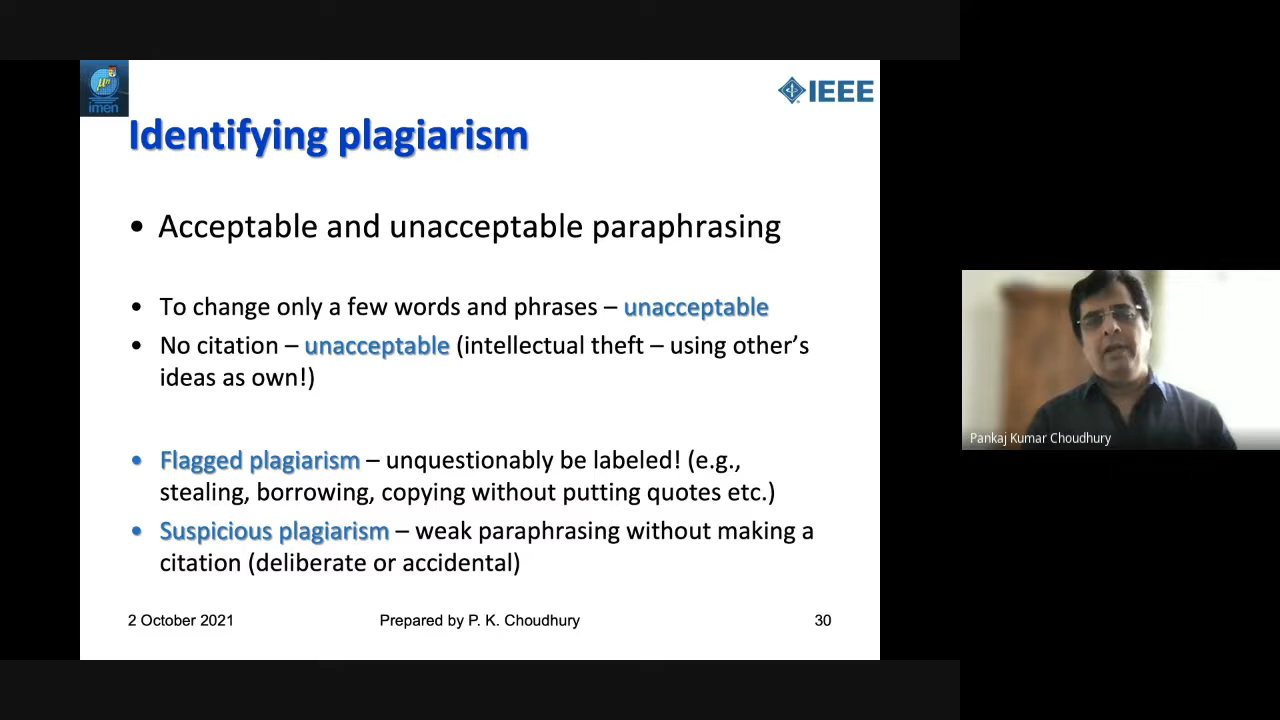 μη
imen
IEEE
Identifying plagiarism
• Acceptable and unacceptable paraphrasing
• To change only a few words and phrases – unacceptable
• No citation – unacceptable (intellectual theft – using other's
ideas as own!)
• Flagged plagiarism – unquestionably be labeled! (e.g.,
stealing, borrowing, copying without putting quotes etc.)
• Suspicious plagiarism – weak paraphrasing without making a
citation (deliberate or accidental)
2 October 2021 Prepared by P. K. Choudhury 30
Pankaj Kumar Choudhury